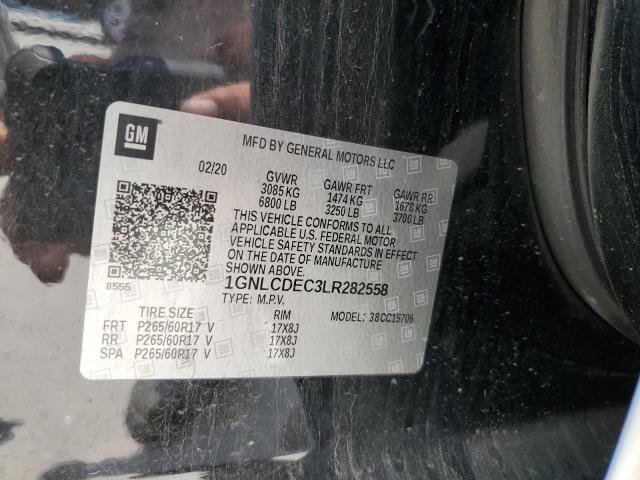 GM
MFD BY GENERAL MOTORS LLC
02/20
GVWR GAWR FRT GAWR RR
3085 KG 1474 KG 1678 KG
6800 LB 3250 LB 3700 LB
THIS VEHICLE CONFORMS TO ALL
APPLICABLE U.S. FEDERAL MOTOR
VEHICLE SAFETY STANDARDS IN EFFECT
ON THE DATE OF MANUFACTURE
SHOWN ABOVE.
8555
1GNLCDEC3LR282558
TYPE: M.P.V.
MODEL: 38CC15706
TIRE SIZE RIM
FRT P265/60R17 V 17X8J
RR P265/60R17 V 17X8J
SPA P265/60R17 V 17X8J